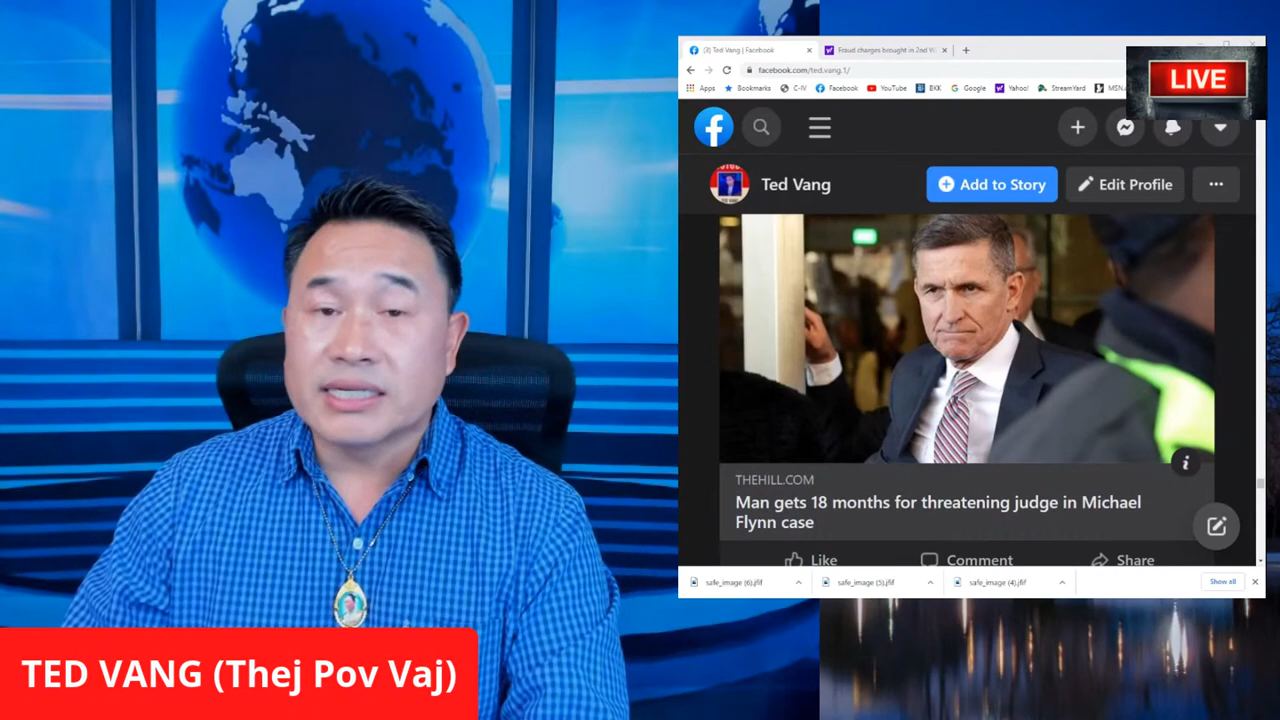 (3) Ted Vang | Facebook
Fraud charges brought in 2nd W
facebook.com/ted.vang.1/
Apps Bookmarks C-IV Facebook YouTube BKK Google Yahoo! StreamYard MSN
LIVE
Ted Vang
Add to Story
Edit Profile
THEHILL.COM
Man gets 18 months for threatening judge in Michael
Flynn case
Like Comment Share
safe_image (6).jfif safe_image (5).jfif safe_image (4).jfif Show all
TED VANG (Thej Pov Vaj)